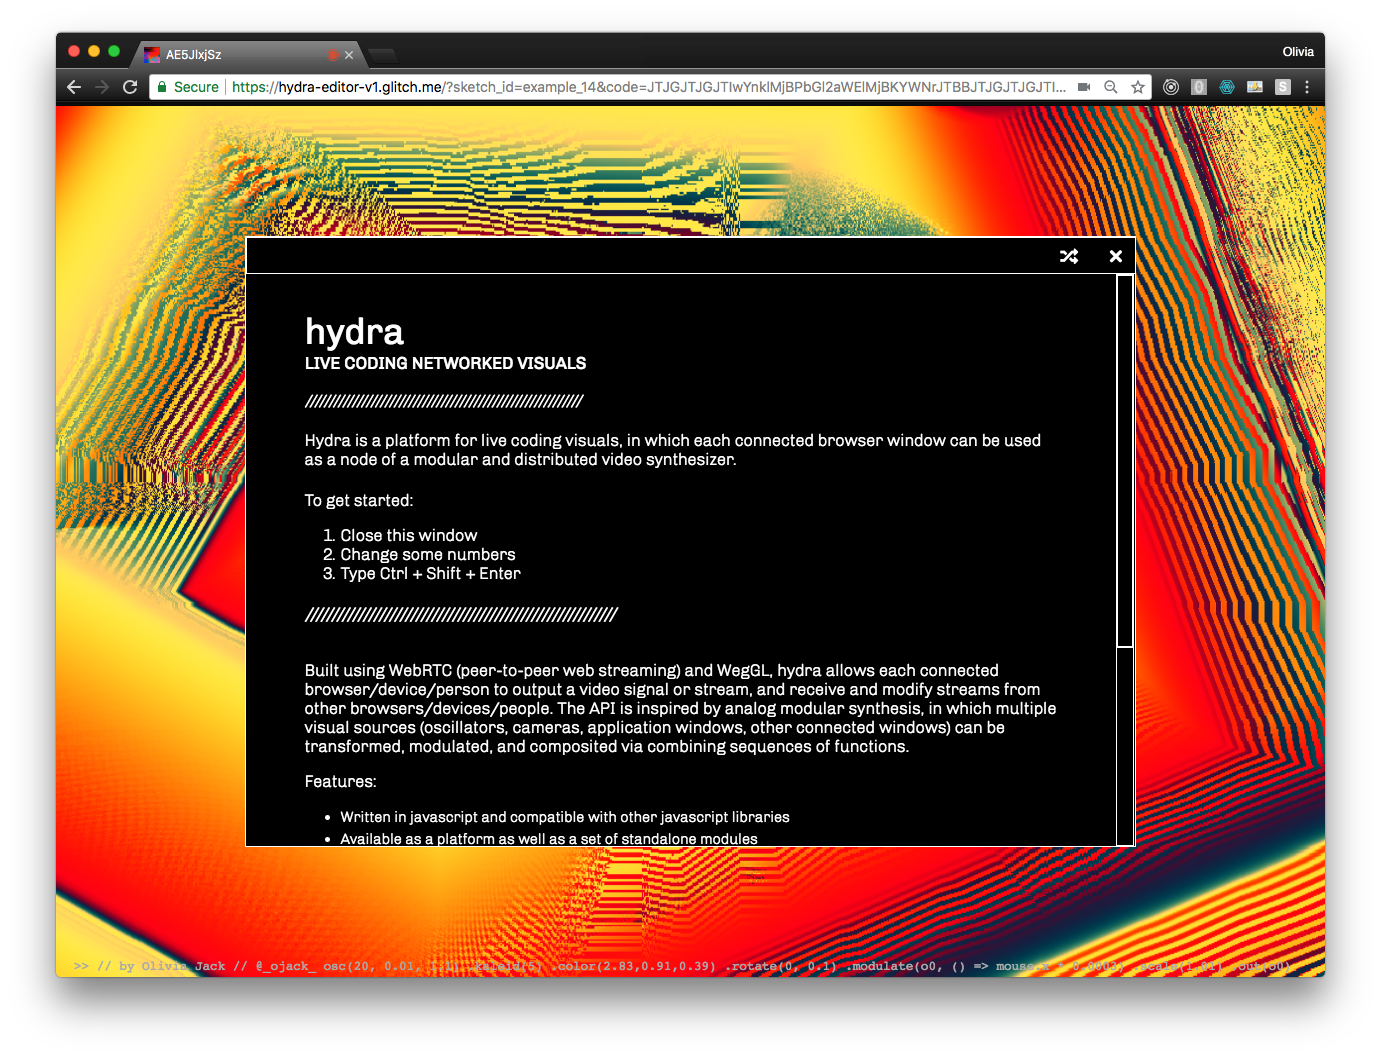 AE5JIxjSz
Olivia
Secure https://hydra-editor-v1.glitch.me/?sketch_id=example_14&code=JTJGJTJGJTIwYnklMjBPbGl2aWElMjBKYWNrJTBBJTJGJTJGJTI...
S
hydra
LIVE CODING NETWORKED VISUALS
Hydra is a platform for live coding visuals, in which each connected browser window can be used
as a node of a modular and distributed video synthesizer.
To get started:
1. Close this window
2. Change some numbers
3. Type Ctrl + Shift + Enter
Built using WebRTC (peer-to-peer web streaming) and WegGL, hydra allows each connected
browser/device/person to output a video signal or stream, and receive and modify streams from
other browsers/devices/people. The API is inspired by analog modular synthesis, in which multiple
visual sources (oscillators, cameras, application windows, other connected windows) can be
transformed, modulated, and composited via combining sequences of functions.
Features:
• Written in javascript and compatible with other javascript libraries
• Available as a platform as well as a set of standalone modules
>> // by Olivia Jack // @_ojack_ osc(20, 0.01, .color(2.83,0.91,0.39) .rotate(0, 0.1) .modulate(o0, () => mouse.x * 0.0003) .scale(1.01) .out(o0)